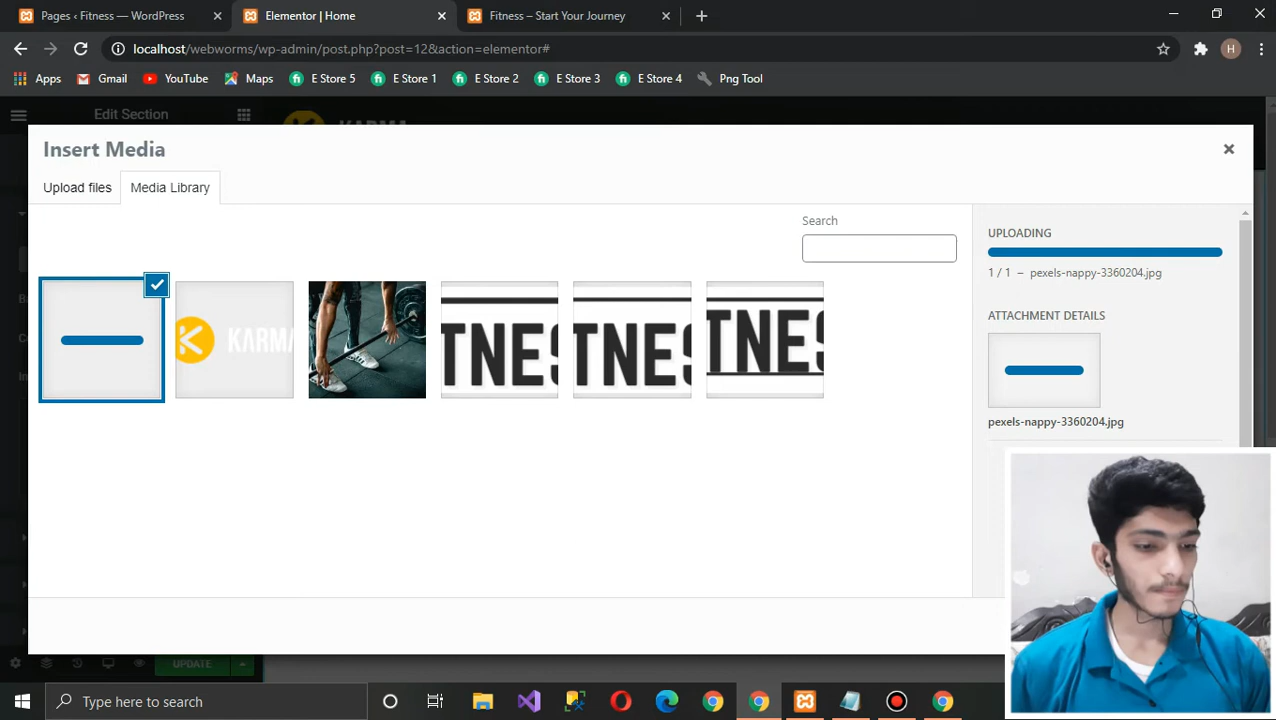 Pages ‹ Fitness — WordPress
Elementor | Home
Fitness – Start Your Journey
localhost/webworms/wp-admin/post.php?post=12&action=elementor#
H
Apps
Gmail
YouTube
Maps
E Store 5
E Store 1
E Store 2
E Store 3
E Store 4
Png Tool
Edit Section
KARMA
Insert Media
Upload files
Media Library
Search
UPLOADING
1 / 1 – pexels-nappy-3360204.jpg
ATTACHMENT DETAILS
KARMA
TNES
TNES
TNES
pexels-nappy-3360204.jpg
UPDATE
Type here to search